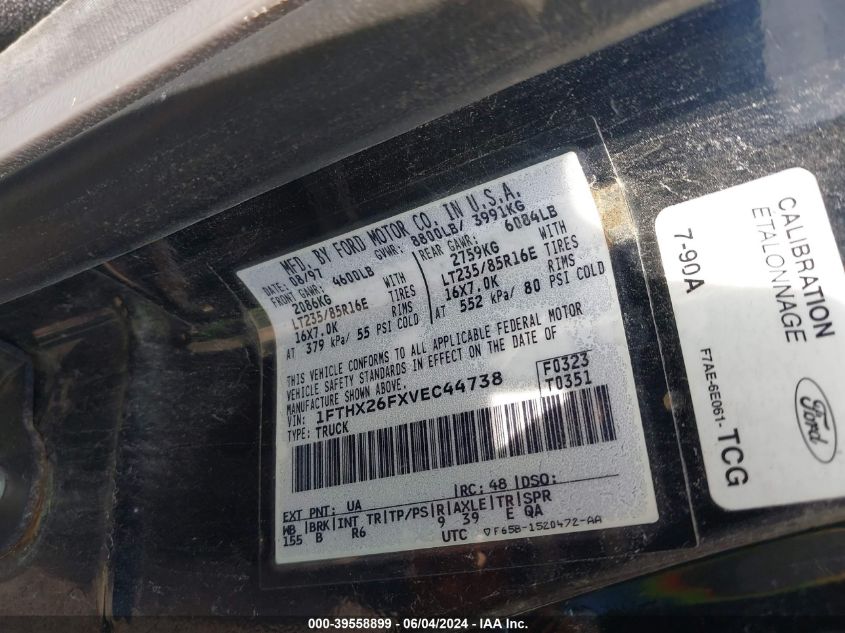 MFD. BY FORD MOTOR CO. IN U.S.A.
DATE: 08/97 GVWR: 8800LB/ 3991KG
FRONT GAWR: 4600LB REAR GAWR: 6084LB
2086KG WITH 2759KG WITH
LT235/85R16E TIRES LT235/85R16E TIRES
16X7.0K RIMS 16X7.0K RIMS
AT 379 kPa/ 55 PSI COLD AT 552 kPa/ 80 PSI COLD
THIS VEHICLE CONFORMS TO ALL APPLICABLE FEDERAL MOTOR
VEHICLE SAFETY STANDARDS IN EFFECT ON THE DATE OF
MANUFACTURE SHOWN ABOVE.
VIN: 1FTHX26FXVEC44738 F0323
TYPE: TRUCK T0351
EXT PNT: UA RC: 48 DSO:
WB BRK INT TR TP/PS R AXLE TR SPR
155 B R6 9 39 E QA
UTC ▽F65B-1520472-AA
CALIBRATION
ETALONNAGE
7-90A
F7AE-6E061-TCG
Ford
000-39558899 - 06/04/2024 - IAAI Inc.